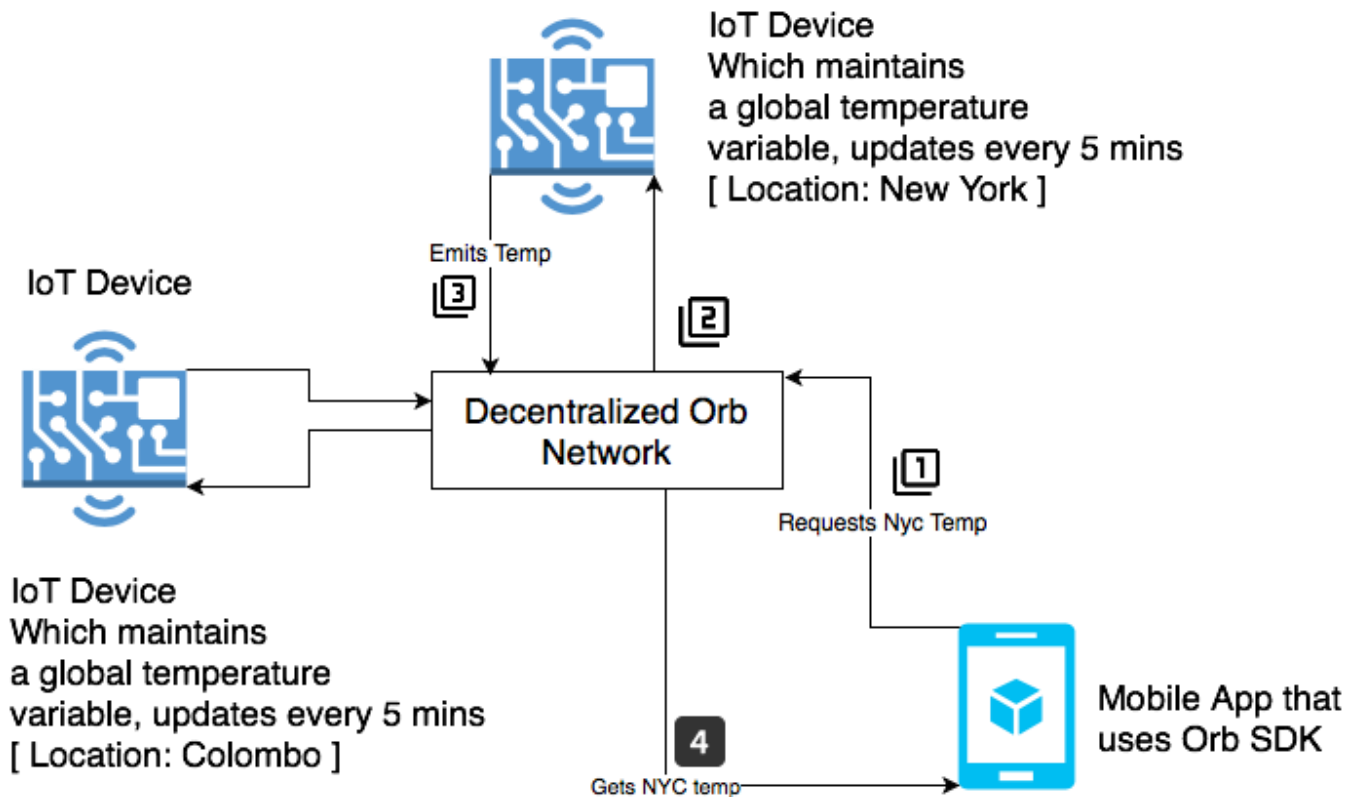 IoT Device
Which maintains
a global temperature
variable, updates every 5 mins
[ Location: New York ]
Emits Temp
3
2
IoT Device
Decentralized Orb
Network
1
Requests Nyc Temp
IoT Device
Which maintains
a global temperature
variable, updates every 5 mins
[ Location: Colombo ]
Mobile App that
uses Orb SDK
4
Gets NYC temp